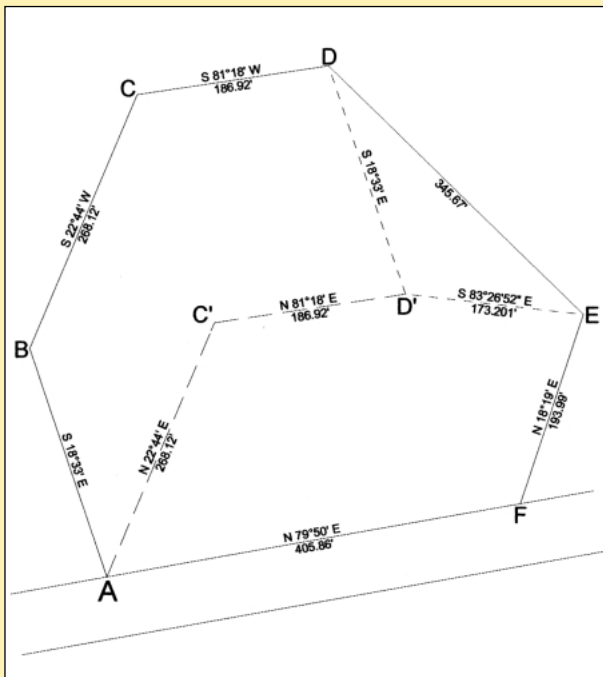 D
S 81°18' W
186.92'
C
S 22°44' W
268.12'
S 18°33' E
345.67'
N 81°18' E
186.92'
S 83°26'52" E
173.201'
C'
D'
E
B
N 18°19' E
193.99'
N 22°44' E
268.12'
S 18°33' E
F
N 79°50' E
405.86'
A